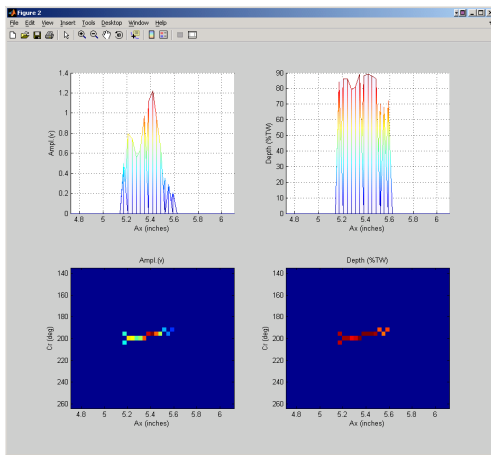 Figure 2
File Edit View Insert Tools Desktop Window Help
1.4
1.2
1
0.8
0.6
0.4
0.2
0
Ampl.(v)
4.8 5 5.2 5.4 5.6 5.8 6
Ax (inches)
90
80
70
60
50
40
30
20
10
0
Depth (%TW)
4.8 5 5.2 5.4 5.6 5.8 6
Ax (inches)
Ampl.(v)
140
160
180
200
220
240
260
Cr (deg)
4.8 5 5.2 5.4 5.6 5.8 6
Ax (inches)
Depth (%TW)
140
160
180
200
220
240
260
Cr (deg)
4.8 5 5.2 5.4 5.6 5.8 6
Ax (inches)